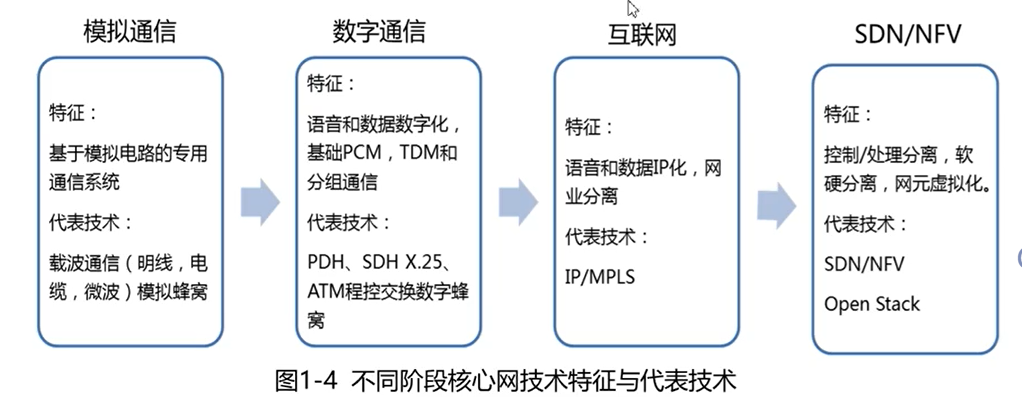 模拟通信
特征：
基于模拟电路的专用
通信系统
代表技术：
载波通信（明线，电
缆，微波）模拟蜂窝
数字通信
特征：
语音和数据数字化，
基础PCM，TDM和
分组通信
代表技术：
PDH、SDH X.25、
ATM程控交换数字蜂
窝
互联网
特征：
语音和数据IP化，网
业分离
代表技术：
IP/MPLS
SDN/NFV
特征：
控制/处理分离，软
硬分离，网元虚拟化。
代表技术：
SDN/NFV
Open Stack
图1-4 不同阶段核心网技术特征与代表技术